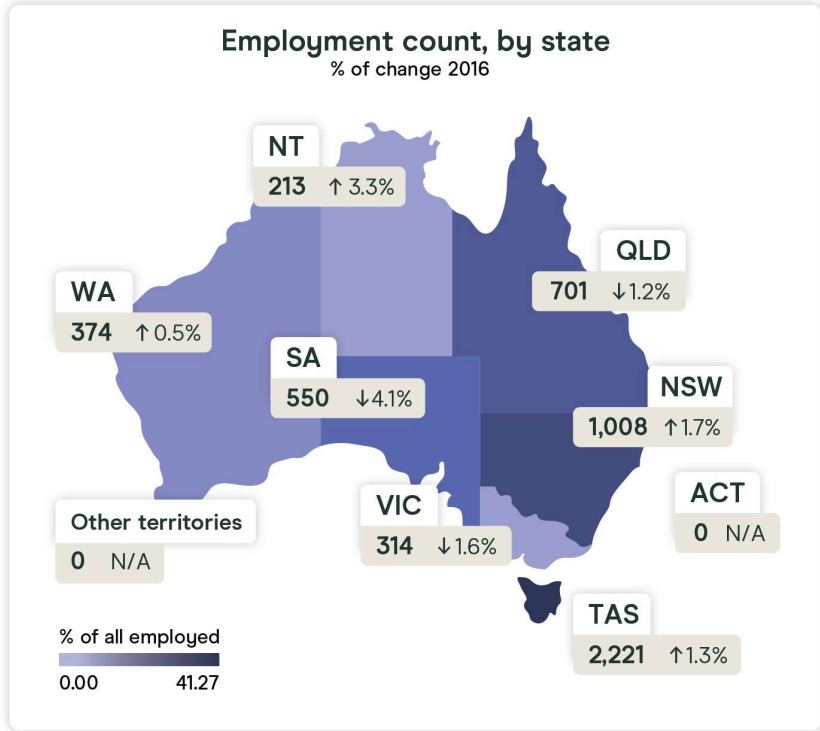 Employment count, by state
% of change 2016
NT
213 ↑ 3.3%
QLD
701 ↓1.2%
WA
374 ↑0.5%
SA
550 ↓4.1%
NSW
1,008 ↑1.7%
ACT
0 N/A
VIC
314 ↓1.6%
Other territories
0 N/A
TAS
2,221 ↑1.3%
% of all employed
0.00 41.27